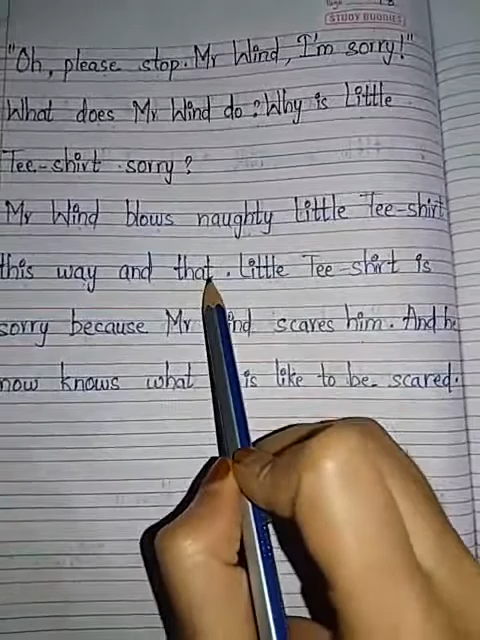 STUDY BUDDIES
"Oh, please stop. Mr Wind, I'm sorry!"
What does Mr Wind do? Why is Little
Tee-shirt sorry?
Mr Wind blows naughty Little Tee-shirt
this way and that. Little Tee-shirt is
sorry because Mr scares him. And he
now knows what is like to be scared.